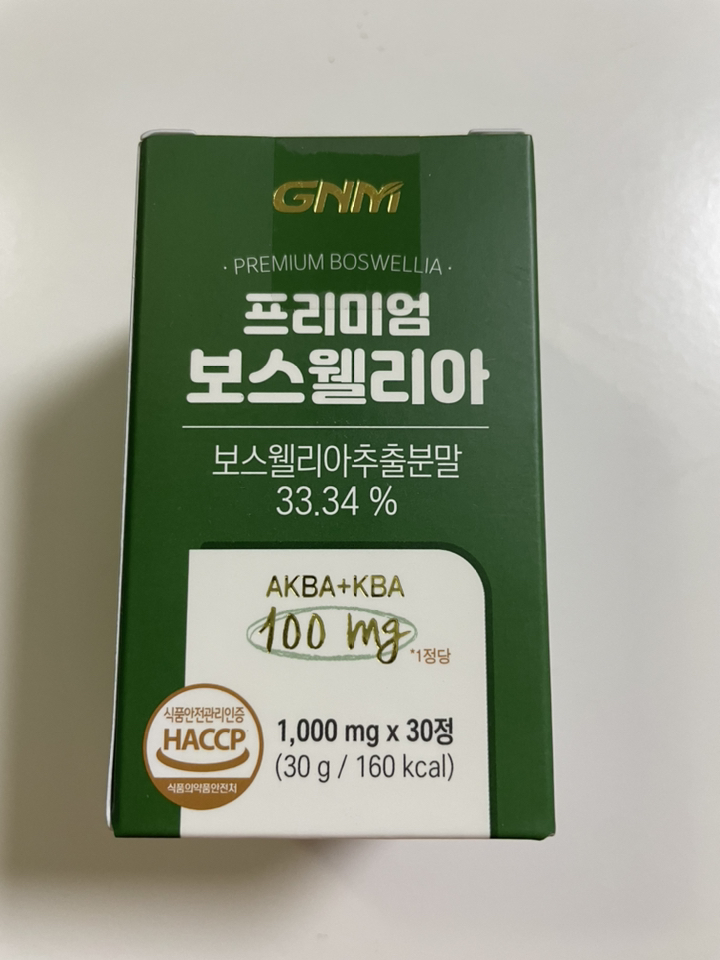 GNM
· PREMIUM BOSWELLIA ·
프리미엄
보스웰리아
보스웰리아추출분말
33.34 %
AKBA+KBA
100 mg
*1정당
식품안전관리인증
HACCP
식품의약품안전처
1,000 mg x 30정
(30 g / 160 kcal)